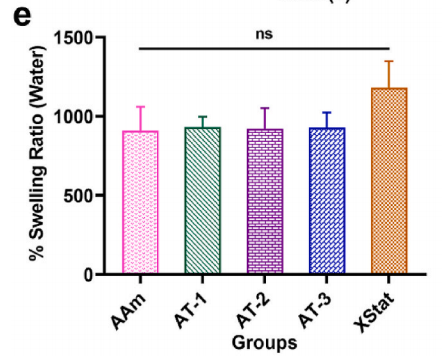 e
ns
% Swelling Ratio (Water)
1500
1000
500
0
AAm
AT-1
AT-2
AT-3
XStat
Groups